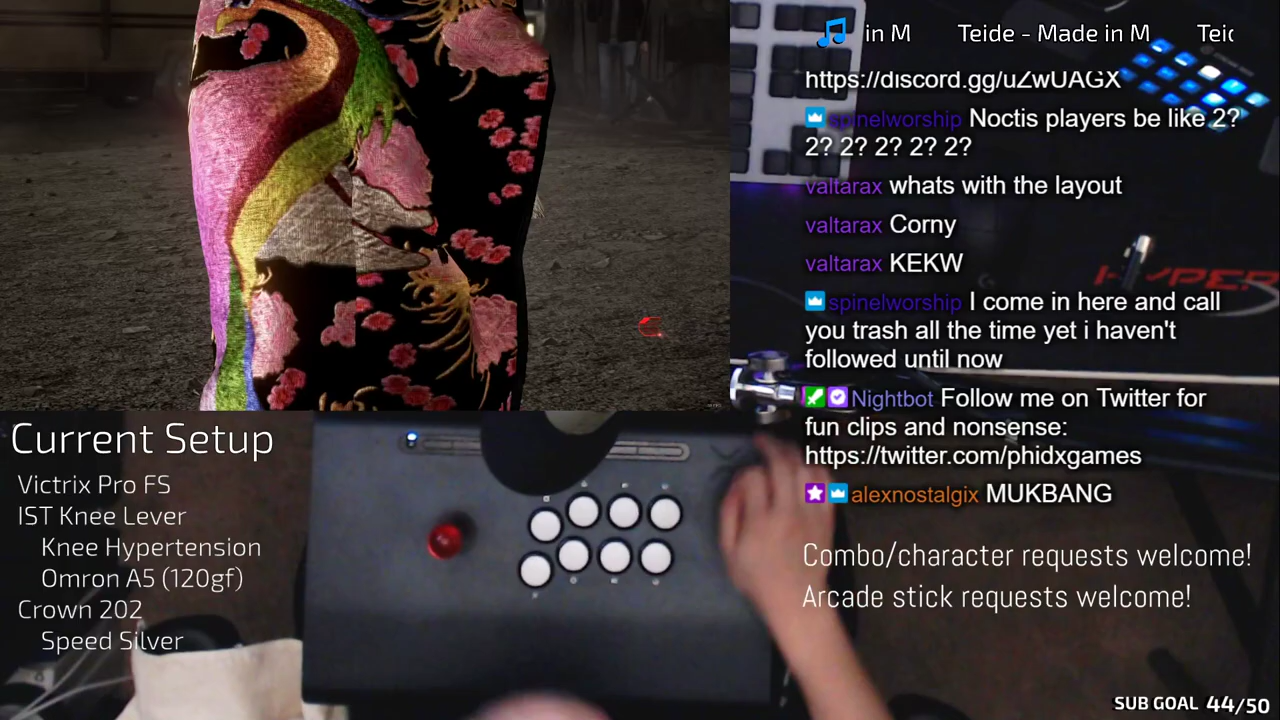 in M Teide - Made in M Teic
https://discord.gg/uZwUAGX
spinelworship Noctis players be like 2?
2? 2? 2? 2? 2?
valtarax whats with the layout
valtarax Corny
valtarax KEKW
HYPER
spinelworship I come in here and call
you trash all the time yet i haven't
followed until now
Nightbot Follow me on Twitter for
fun clips and nonsense:
https://twitter.com/phidxgames
alexnostalgix MUKBANG
Current Setup
Victrix Pro FS
IST Knee Lever
Knee Hypertension
Omron A5 (120gf)
Crown 202
Speed Silver
Combo/character requests welcome!
Arcade stick requests welcome!
SUB GOAL 44/50